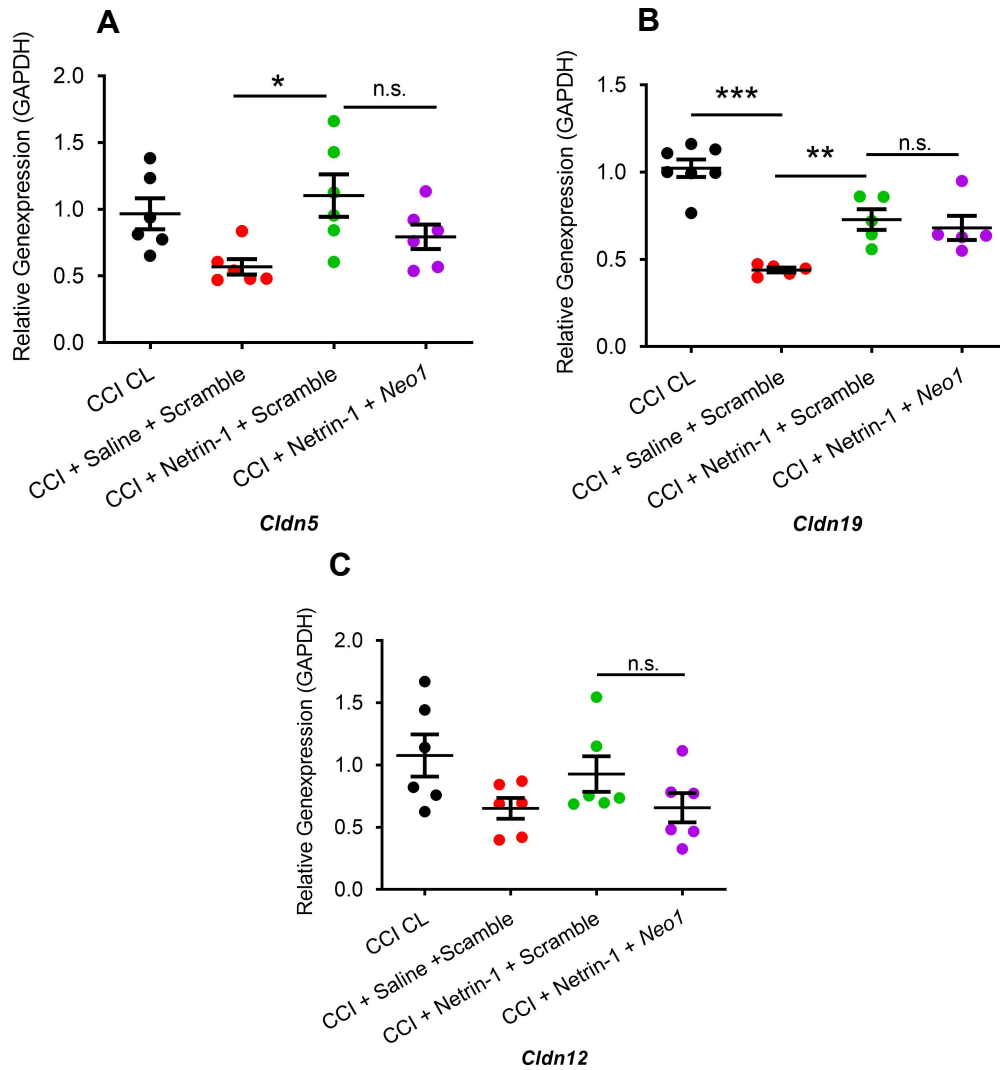 A
Relative Genexpression (GAPDH)
2.0
1.5
1.0
0.5
0.0
*
n.s.
CCI CL
CCI + Saline + Scramble
CCI + Netrin-1 + Scramble
CCI + Netrin-1 + Neo1
Cldn5
B
Relative Genexpression (GAPDH)
1.5
1.0
0.5
0.0
***
**
n.s.
CCI CL
CCI + Saline + Scramble
CCI + Netrin-1 + Scramble
CCI + Netrin-1 + Neo1
Cldn19
C
Relative Genexpression (GAPDH)
2.0
1.5
1.0
0.5
0.0
n.s.
CCI CL
CCI + Saline +Scamble
CCI + Netrin-1 + Scramble
CCI + Netrin-1 + Neo1
Cldn12